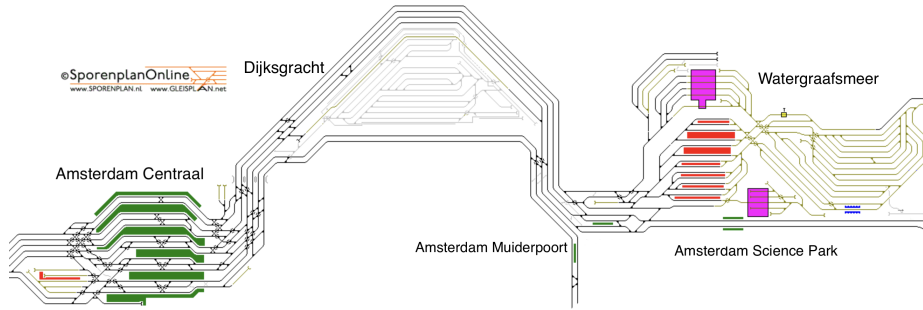 Dijksgracht
©SporenplanOnline
www.SPORENPLAN.nl www.GLEISPLAN.net
Watergraafsmeer
Amsterdam Centraal
Amsterdam Muiderpoort
Amsterdam Science Park